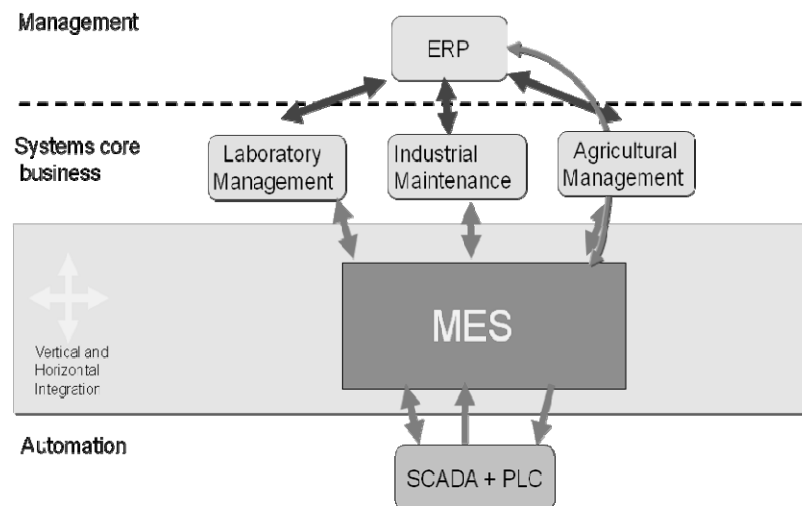 Management
ERP
Systems core
business
Laboratory
Management
Industrial
Maintenance
Agricultural
Management
MES
Vertical and
Horizontal
Integration
Automation
SCADA + PLC